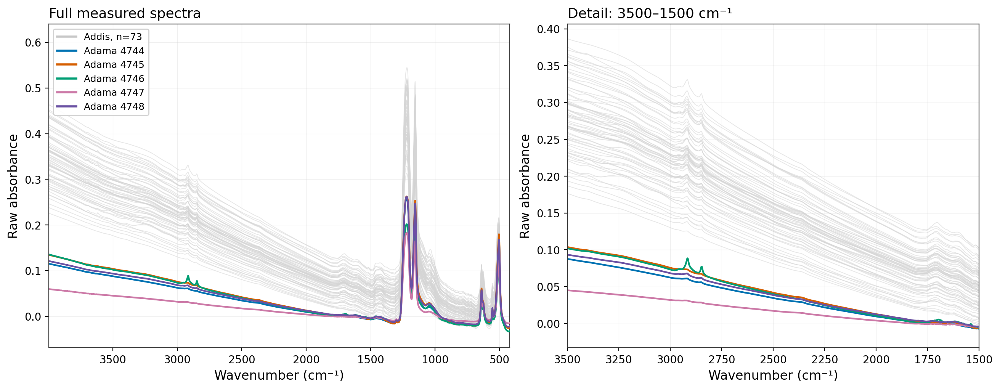 Full measured spectra
Raw absorbance
0.6
0.5
0.4
0.3
0.2
0.1
0.0
Addis, n=73
Adama 4744
Adama 4745
Adama 4746
Adama 4747
Adama 4748
3500 3000 2500 2000 1500 1000 500
Wavenumber (cm⁻¹)
Detail: 3500–1500 cm⁻¹
Raw absorbance
0.40
0.35
0.30
0.25
0.20
0.15
0.10
0.05
0.00
3500 3250 3000 2750 2500 2250 2000 1750 1500
Wavenumber (cm⁻¹)